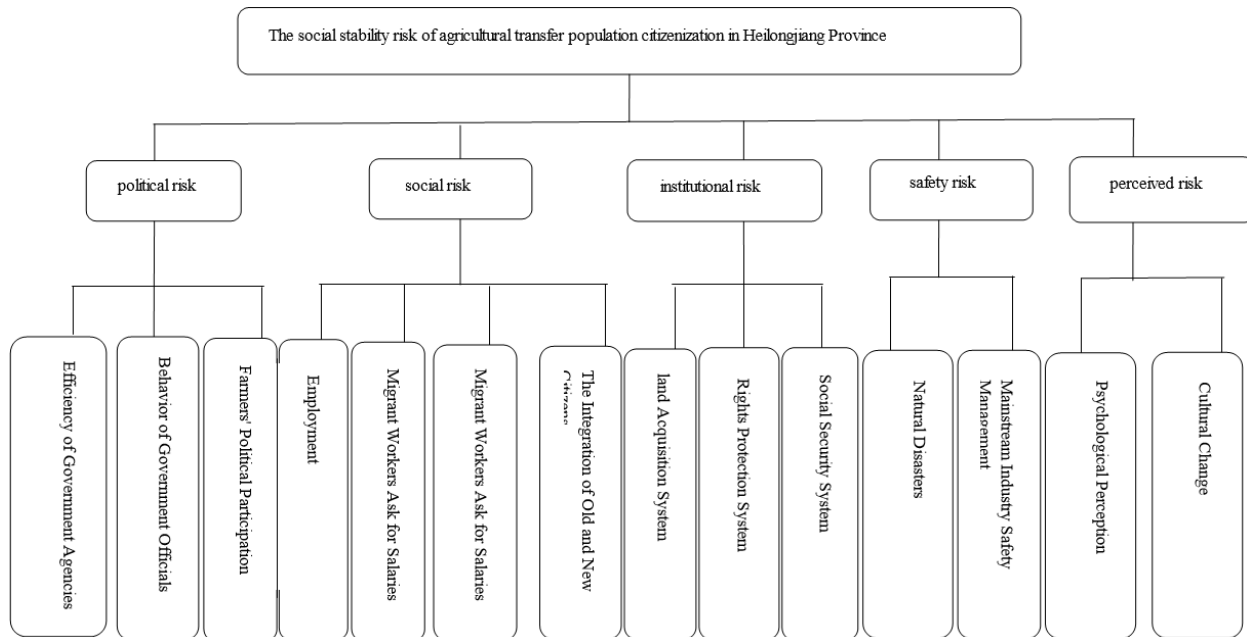 The social stability risk of agricultural transfer population citizenization in Heilongjiang Province
political risk
social risk
institutional risk
safety risk
perceived risk
Efficiency of Government Agencies
Behavior of Government Officials
Farmers' Political Participation
Employment
Migrant Workers Ask for Salaries
Migrant Workers Ask for Salaries
The Integration of Old and New
Citizens
land Acquisition System
Rights Protection System
Social Security System
Natural Disasters
Mainstream Industry Safety
Management
Psychological Perception
Cultural Change